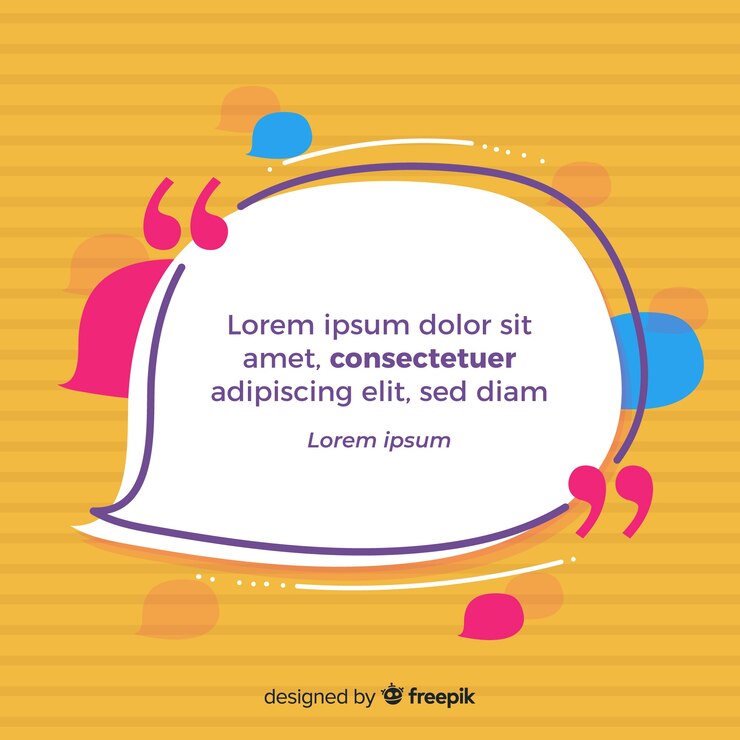 Lorem ipsum dolor sit
amet, consectetuer
adipiscing elit, sed diam
Lorem ipsum
designed by freepik